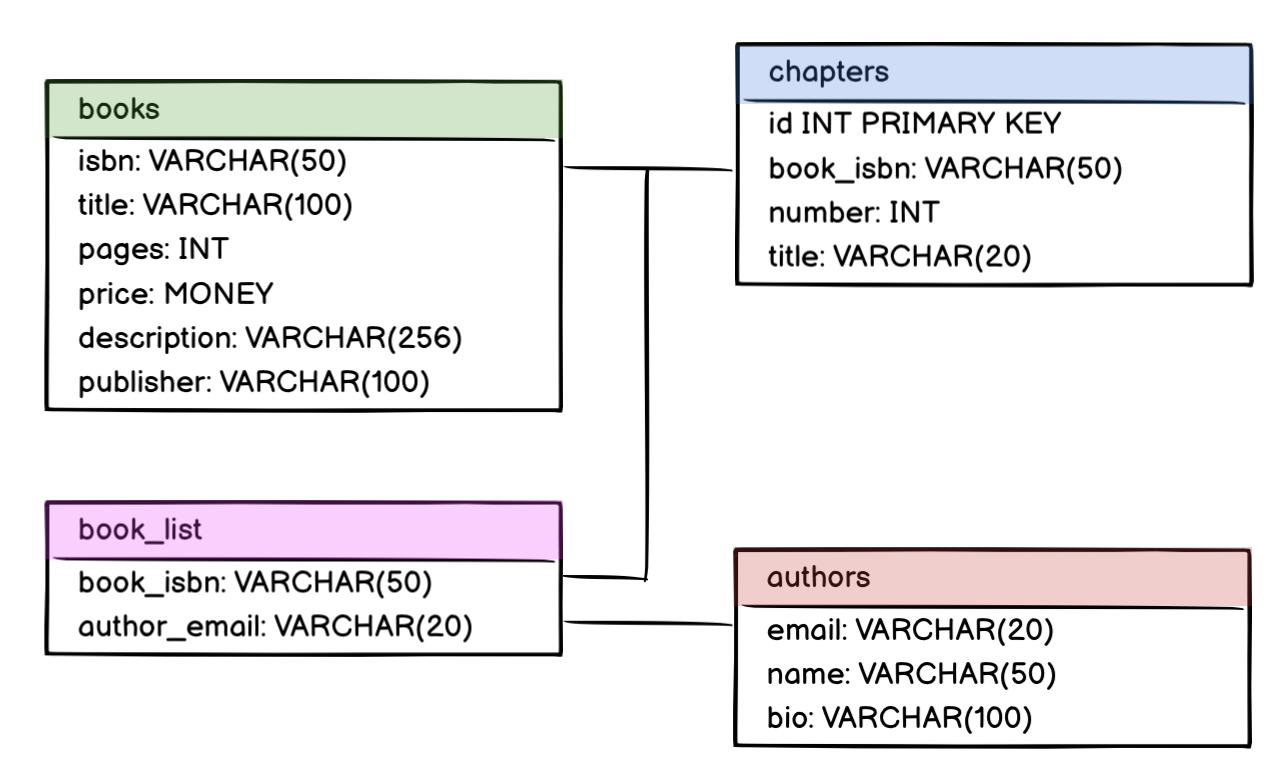 books
isbn: VARCHAR(50)
title: VARCHAR(100)
pages: INT
price: MONEY
description: VARCHAR(256)
publisher: VARCHAR(100)
chapters
id INT PRIMARY KEY
book_isbn: VARCHAR(50)
number: INT
title: VARCHAR(20)
book_list
book_isbn: VARCHAR(50)
author_email: VARCHAR(20)
authors
email: VARCHAR(20)
name: VARCHAR(50)
bio: VARCHAR(100)